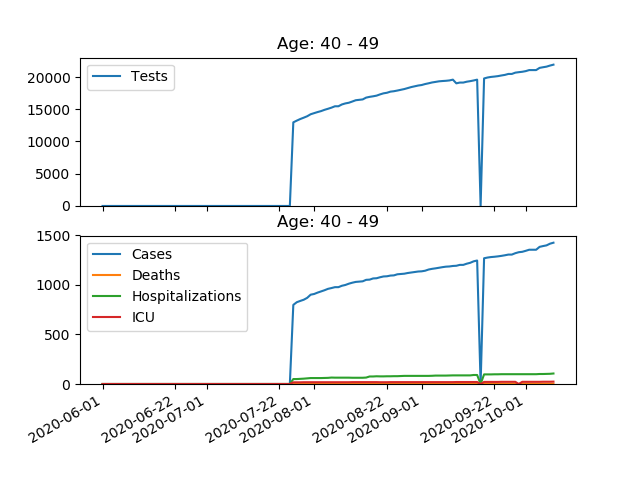 Age: 40 - 49
20000
15000
10000
5000
0
Tests
Age: 40 - 49
1500
1000
500
0
Cases
Deaths
Hospitalizations
ICU
2020-06-01
2020-06-22
2020-07-01
2020-07-22
2020-08-01
2020-08-22
2020-09-01
2020-09-22
2020-10-01